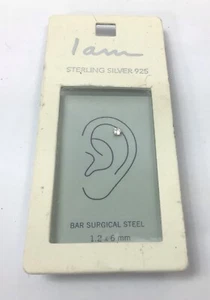 I am
STERLING SILVER 925
BAR SURGICAL STEEL
1.2 x 6 mm